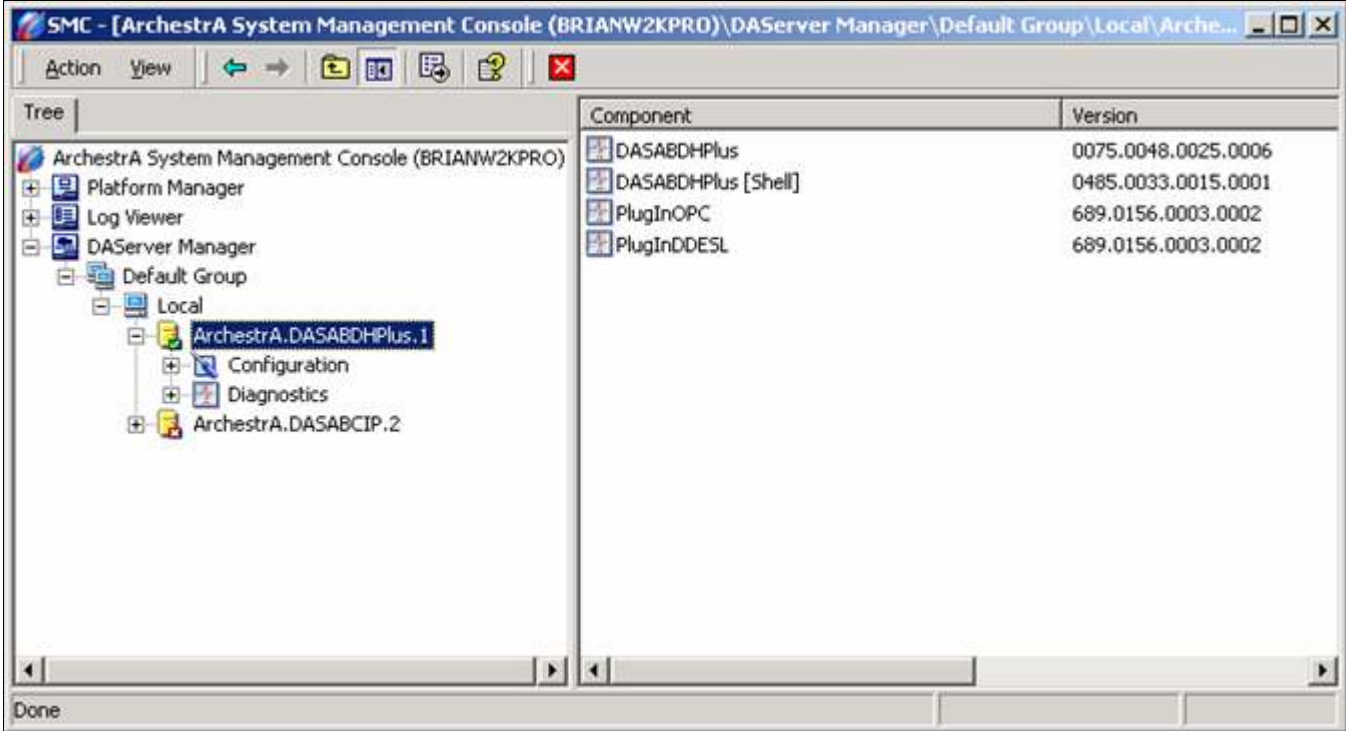 SMC - [ArchestrA System Management Console (BRIANW2KPRO)\DAServer Manager\Default Group\Local\Arche...
Action View
Tree
ArchestrA System Management Console (BRIANW2KPRO)
Platform Manager
Log Viewer
DAServer Manager
Default Group
Local
ArchestrA.DASABDHPlus.1
Configuration
Diagnostics
ArchestrA.DASABCIP.2
Component Version
DASABDHPlus 0075.0048.0025.0006
DASABDHPlus [Shell] 0485.0033.0015.0001
PlugInOPC 689.0156.0003.0002
PlugInDDESL 689.0156.0003.0002
Done